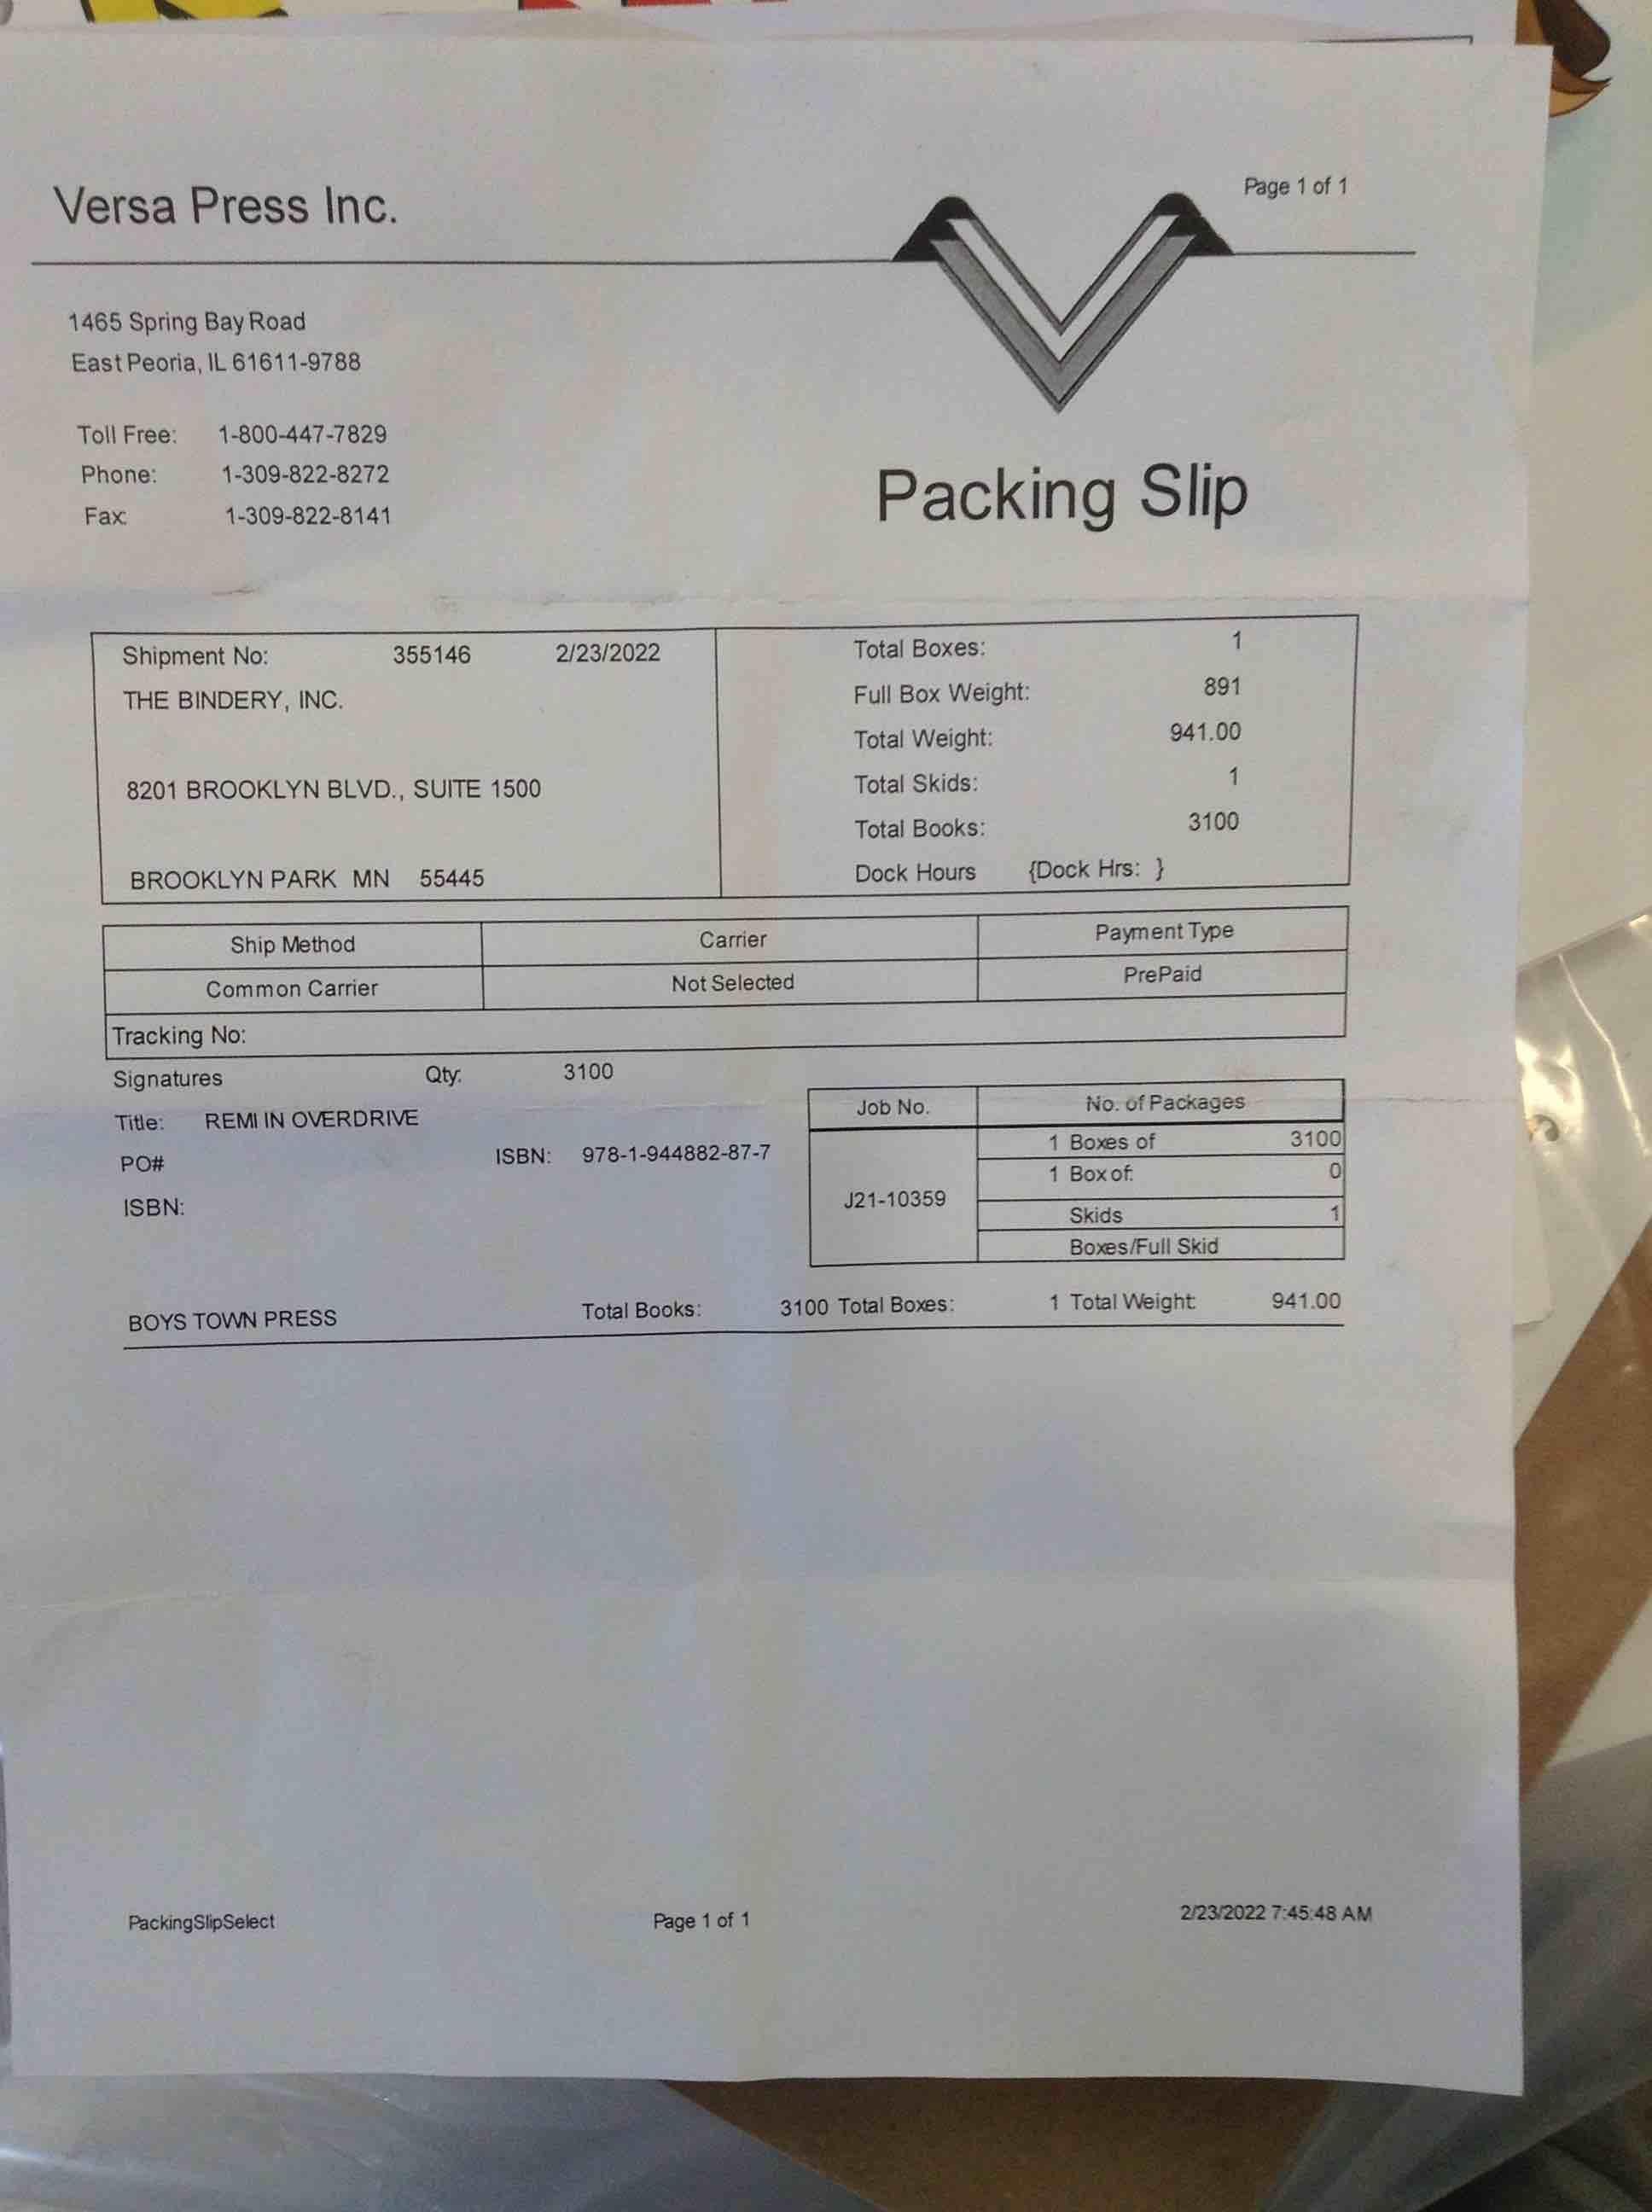 Page 1 of 1
Versa Press Inc.
1465 Spring Bay Road
East Peoria, IL 61611-9788
Toll Free: 1-800-447-7829
Phone: 1-309-822-8272
Fax: 1-309-822-8141
Packing Slip
Shipment No: 355146 2/23/2022
THE BINDERY, INC.
8201 BROOKLYN BLVD., SUITE 1500
BROOKLYN PARK MN 55445
Total Boxes: 1
Full Box Weight: 891
Total Weight: 941.00
Total Skids: 1
Total Books: 3100
Dock Hours {Dock Hrs: }
Ship Method Carrier Payment Type
Common Carrier Not Selected PrePaid
Tracking No:
Signatures Qty: 3100
Title: REMI IN OVERDRIVE
PO# ISBN: 978-1-944882-87-7
ISBN:
Job No. No. of Packages
J21-10359
1 Boxes of 3100
1 Box of: 0
Skids 1
Boxes/Full Skid
BOYS TOWN PRESS Total Books: 3100 Total Boxes: 1 Total Weight: 941.00
PackingSlipSelect Page 1 of 1 2/23/2022 7:45:48 AM